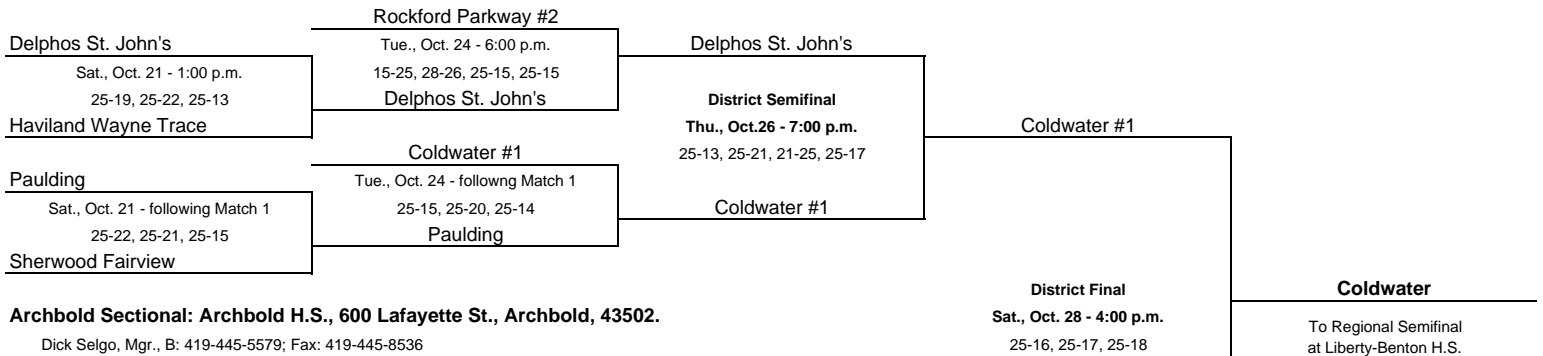 Rockford Parkway #2
Delphos St. John's
Tue., Oct. 24 - 6:00 p.m.
Delphos St. John's
Sat., Oct. 21 - 1:00 p.m.
15-25, 28-26, 25-15, 25-15
25-19, 25-22, 25-13
Delphos St. John's
District Semifinal
Haviland Wayne Trace
Thu., Oct.26 - 7:00 p.m.
Coldwater #1
Coldwater #1
25-13, 25-21, 21-25, 25-17
Paulding
Tue., Oct. 24 - followng Match 1
Sat., Oct. 21 - following Match 1
25-15, 25-20, 25-14
Coldwater #1
25-22, 25-21, 25-15
Paulding
Sherwood Fairview
District Final
Coldwater
Archbold Sectional: Archbold H.S., 600 Lafayette St., Archbold, 43502.
Sat., Oct. 28 - 4:00 p.m.
To Regional Semifinal
Dick Selgo, Mgr., B: 419-445-5579; Fax: 419-445-8536
25-16, 25-17, 25-18
at Liberty-Benton H.S.